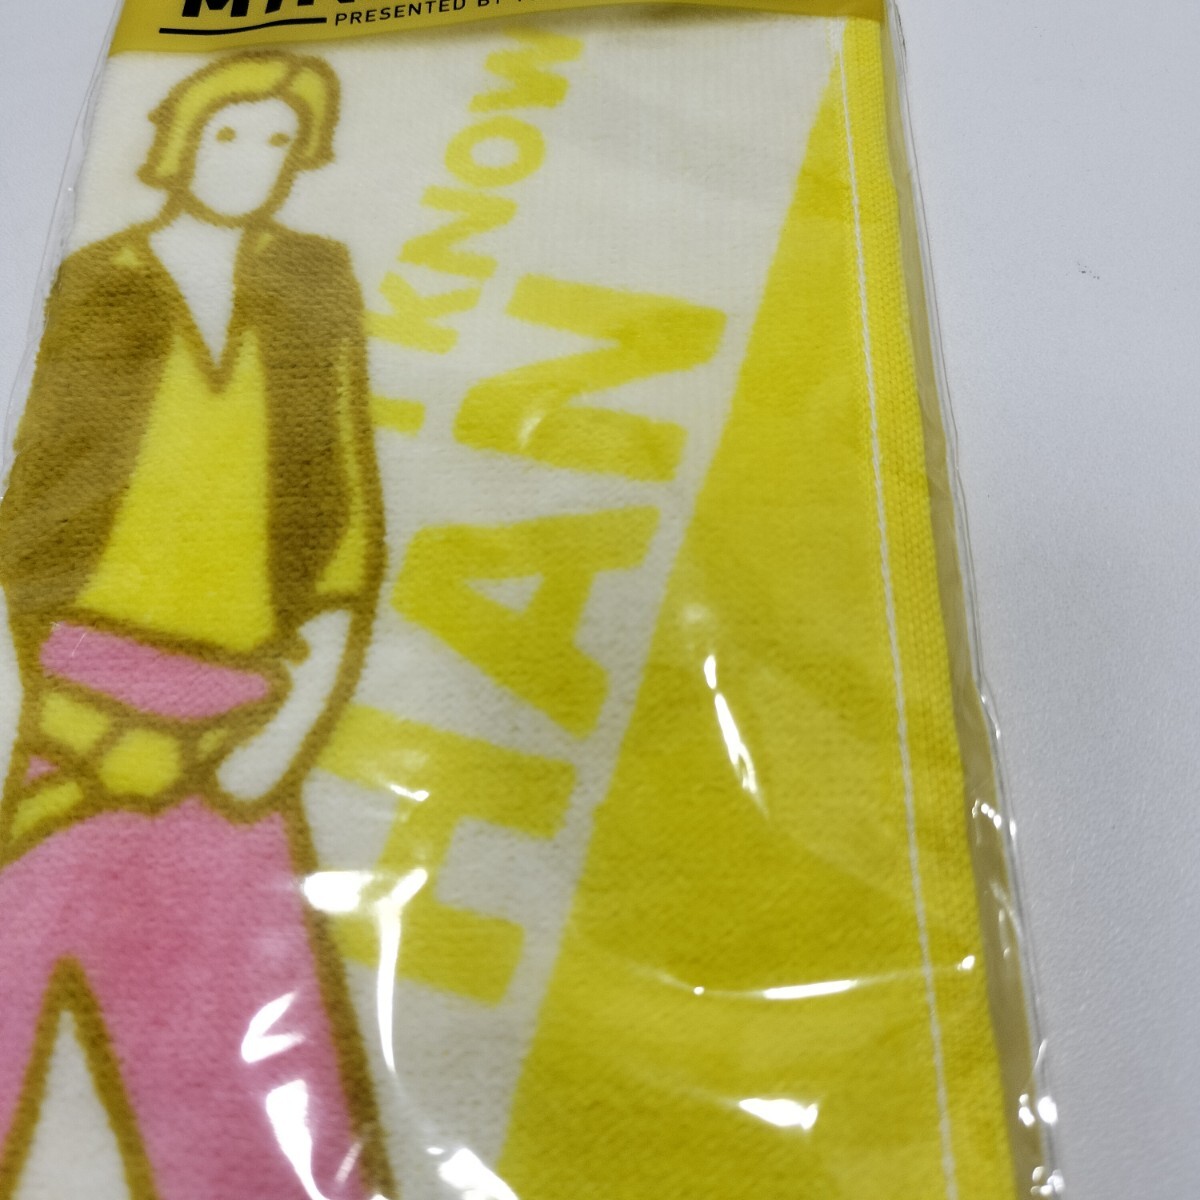 PRESENTED BY
I KNOW
HAN